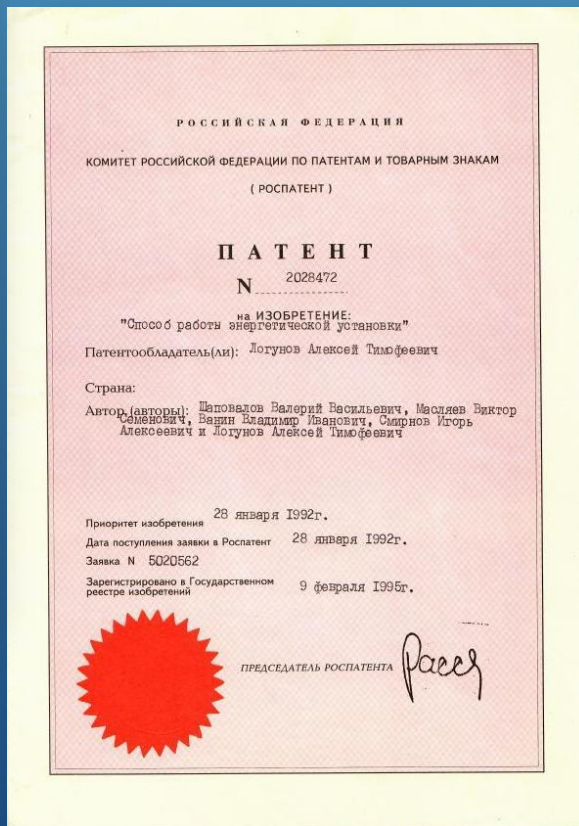 РОССИЙСКАЯ ФЕДЕРАЦИЯ
КОМИТЕТ РОССИЙСКОЙ ФЕДЕРАЦИИ ПО ПАТЕНТАМ И ТОВАРНЫМ ЗНАКАМ
( РОСПАТЕНТ )
ПАТЕНТ
N 2028472
на ИЗОБРЕТЕНИЕ:
"Способ работы энергетической установки"
Патентообладатель(ли): Логунов Алексей Тимофеевич
Страна:
Автор (авторы): Шаповалов Валерий Васильевич, Масляев Виктор
Семенович, Ванин Владимир Иванович, Смирнов Игорь
Алексеевич и Логунов Алексей Тимофеевич
Приоритет изобретения 28 января 1992г.
Дата поступления заявки в Роспатент 28 января 1992г.
Заявка N 5020562
Зарегистрировано в Государственном
реестре изобретений 9 февраля 1995г.
ПРЕДСЕДАТЕЛЬ РОСПАТЕНТА